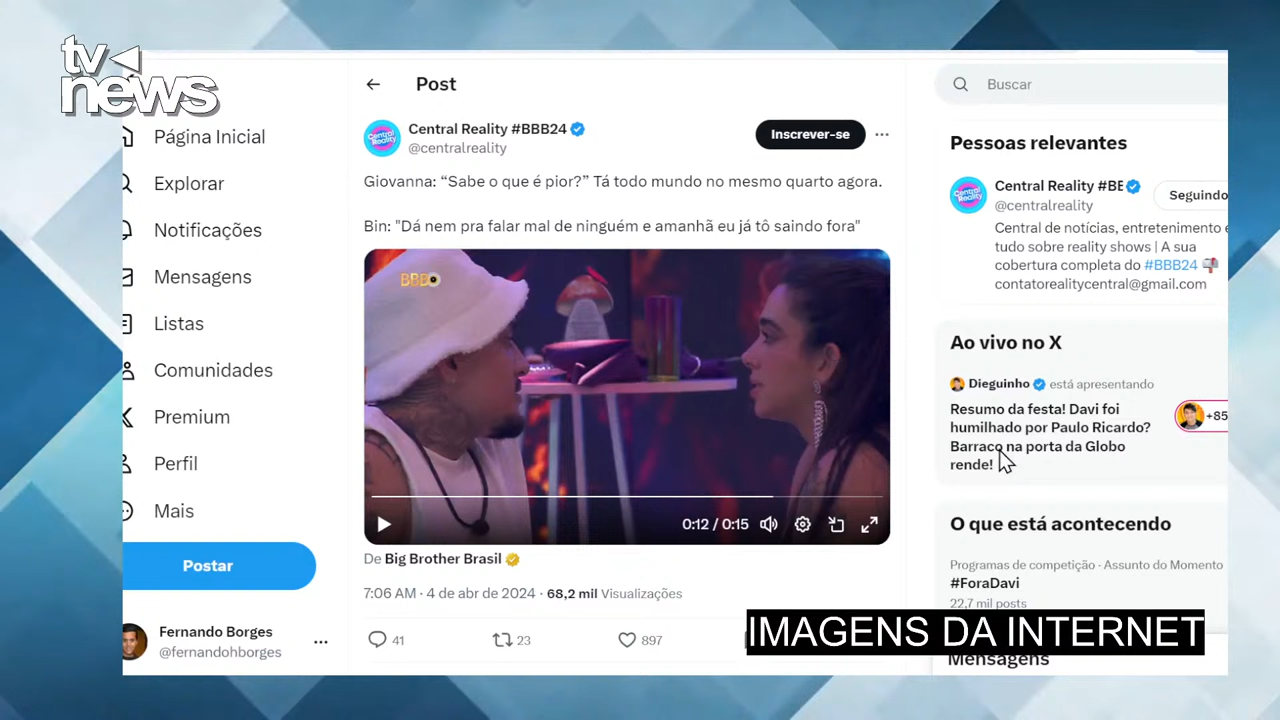 tv
news
Página Inicial
Explorar
Notificações
Mensagens
Listas
Comunidades
Premium
Perfil
Mais
Postar
Fernando Borges
@fernandohborges
Post
Central Reality #BBB24
@centralreality
Inscrever-se
Giovanna: “Sabe o que é pior?” Tá todo mundo no mesmo quarto agora.
Bin: "Dá nem pra falar mal de ninguém e amanhã eu já tô saindo fora"
BBB
0:12 / 0:15
De Big Brother Brasil
7:06 AM · 4 de abr de 2024 · 68,2 mil Visualizações
41
23
897
Buscar
Pessoas relevantes
Central Reality #BE
@centralreality
Seguindo
Central de notícias, entretenimento e
tudo sobre reality shows | A sua
cobertura completa do #BBB24
contatorealitycentral@gmail.com
Ao vivo no X
Dieguinho está apresentando
Resumo da festa! Davi foi
humilhado por Paulo Ricardo?
Barraco na porta da Globo
rende!
+85
O que está acontecendo
Programas de competição · Assunto do Momento
#ForaDavi
22,7 mil posts
IMAGENS DA INTERNET
Mensagens